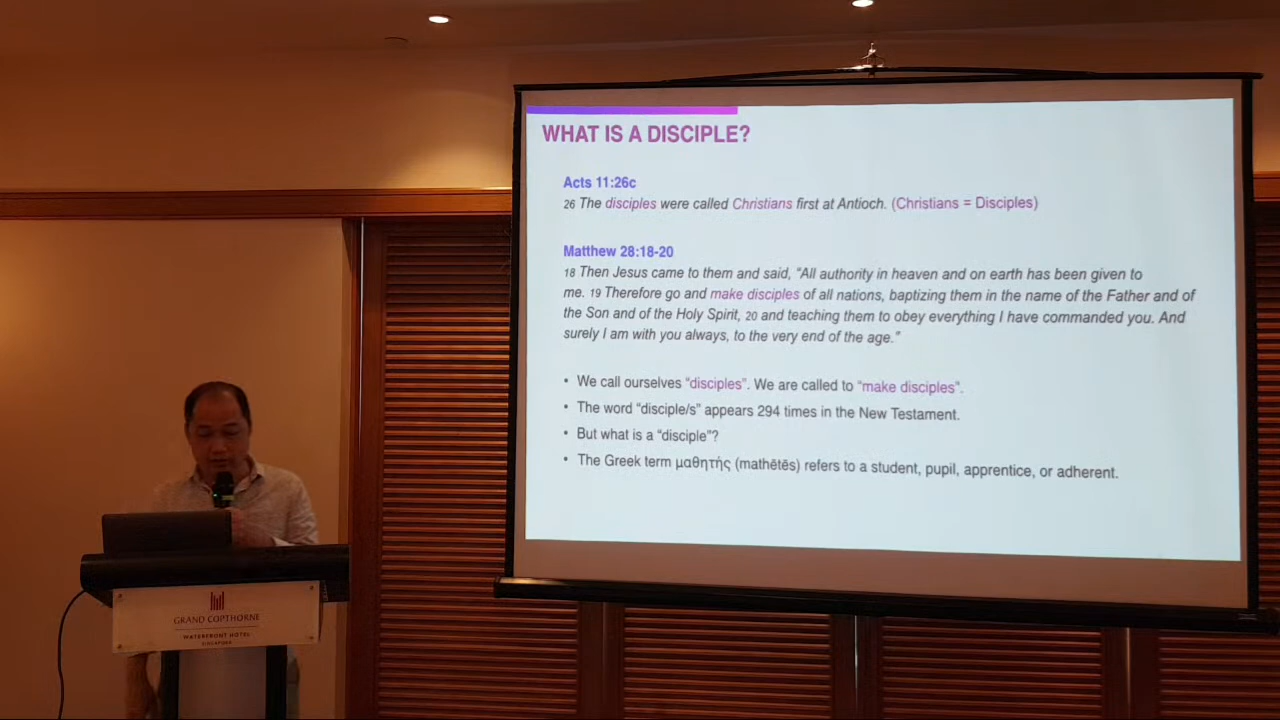 WHAT IS A DISCIPLE?
Acts 11:26c
26 The disciples were called Christians first at Antioch. (Christians = Disciples)
Matthew 28:18-20
18 Then Jesus came to them and said, “All authority in heaven and on earth has been given to
me. 19 Therefore go and make disciples of all nations, baptizing them in the name of the Father and of
the Son and of the Holy Spirit, 20 and teaching them to obey everything I have commanded you. And
surely I am with you always, to the very end of the age.”
• We call ourselves “disciples”. We are called to “make disciples”.
• The word “disciple/s” appears 294 times in the New Testament.
• But what is a “disciple”?
• The Greek term μαθητής (mathētēs) refers to a student, pupil, apprentice, or adherent.
GRAND COPTHORNE
WATERFRONT HOTEL
SINGAPORE